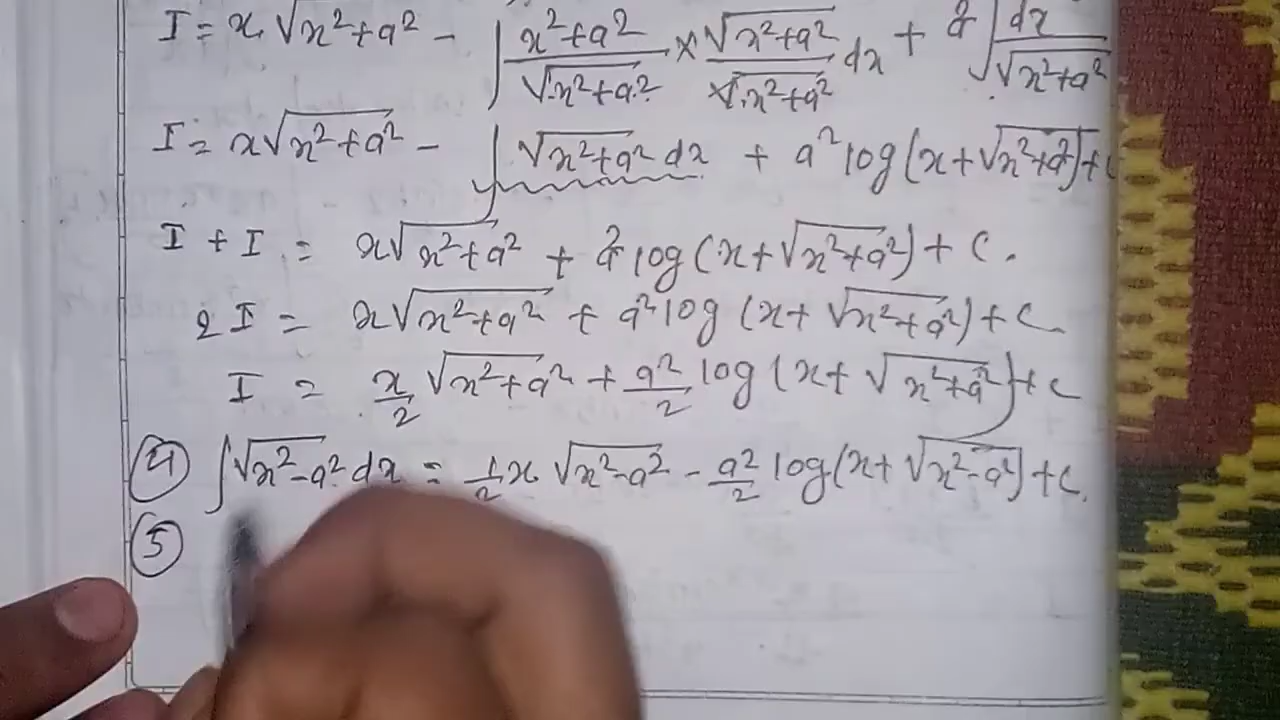 I = x √x²+a² - ∫ x²+a²/√x²+a² × √x²+a²/√x²+a² dx + a² ∫ dx/√x²+a²
I = x√x²+a² - ∫ √x²+a² dx + a² log(x+√x²+a²)+c
I + I = x√x²+a² + a² log(x+√x²+a²)+c.
2I = x√x²+a² + a² log(x+√x²+a²)+c
I = x/2 √x²+a² + a²/2 log(x+√x²+a²)+c
④ ∫√x²-a² dx = 1/2 x √x²-a² - a²/2 log(x+√x²-a²)+c.
⑤